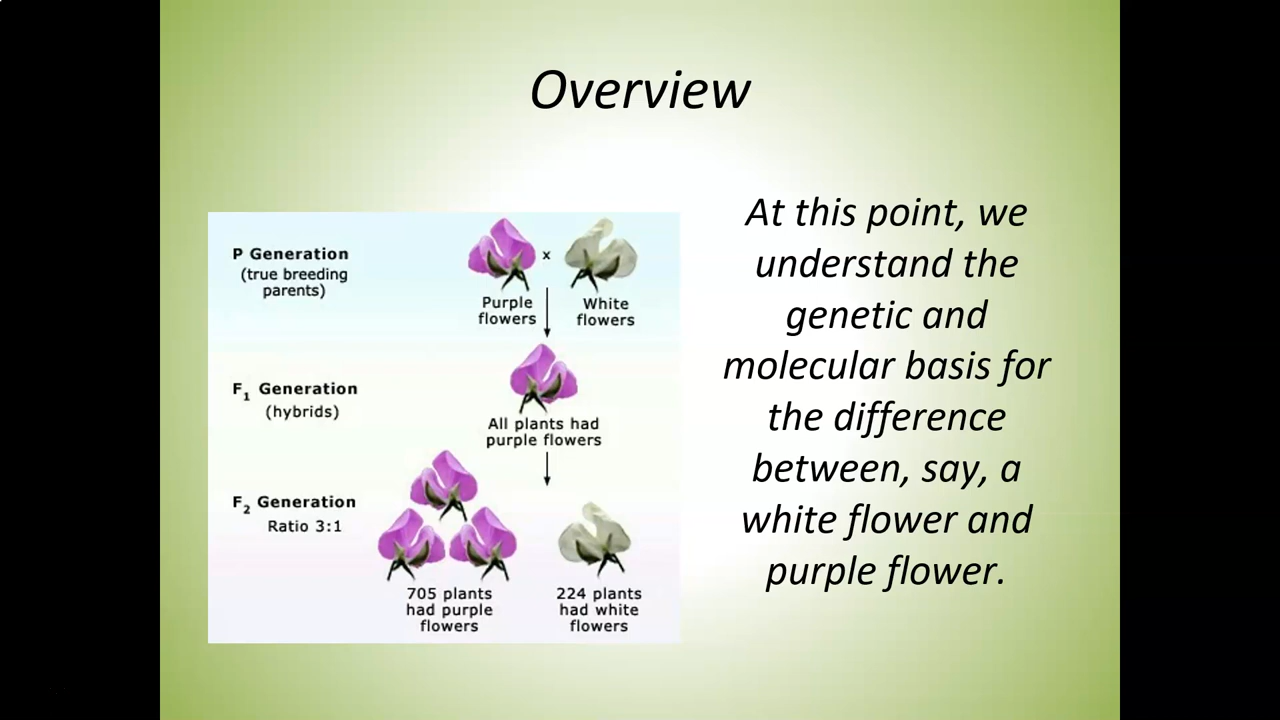 Overview
P Generation
(true breeding
parents)
x
Purple
flowers
White
flowers
F1 Generation
(hybrids)
All plants had
purple flowers
F2 Generation
Ratio 3:1
705 plants
had purple
flowers
224 plants
had white
flowers
At this point, we
understand the
genetic and
molecular basis for
the difference
between, say, a
white flower and
purple flower.